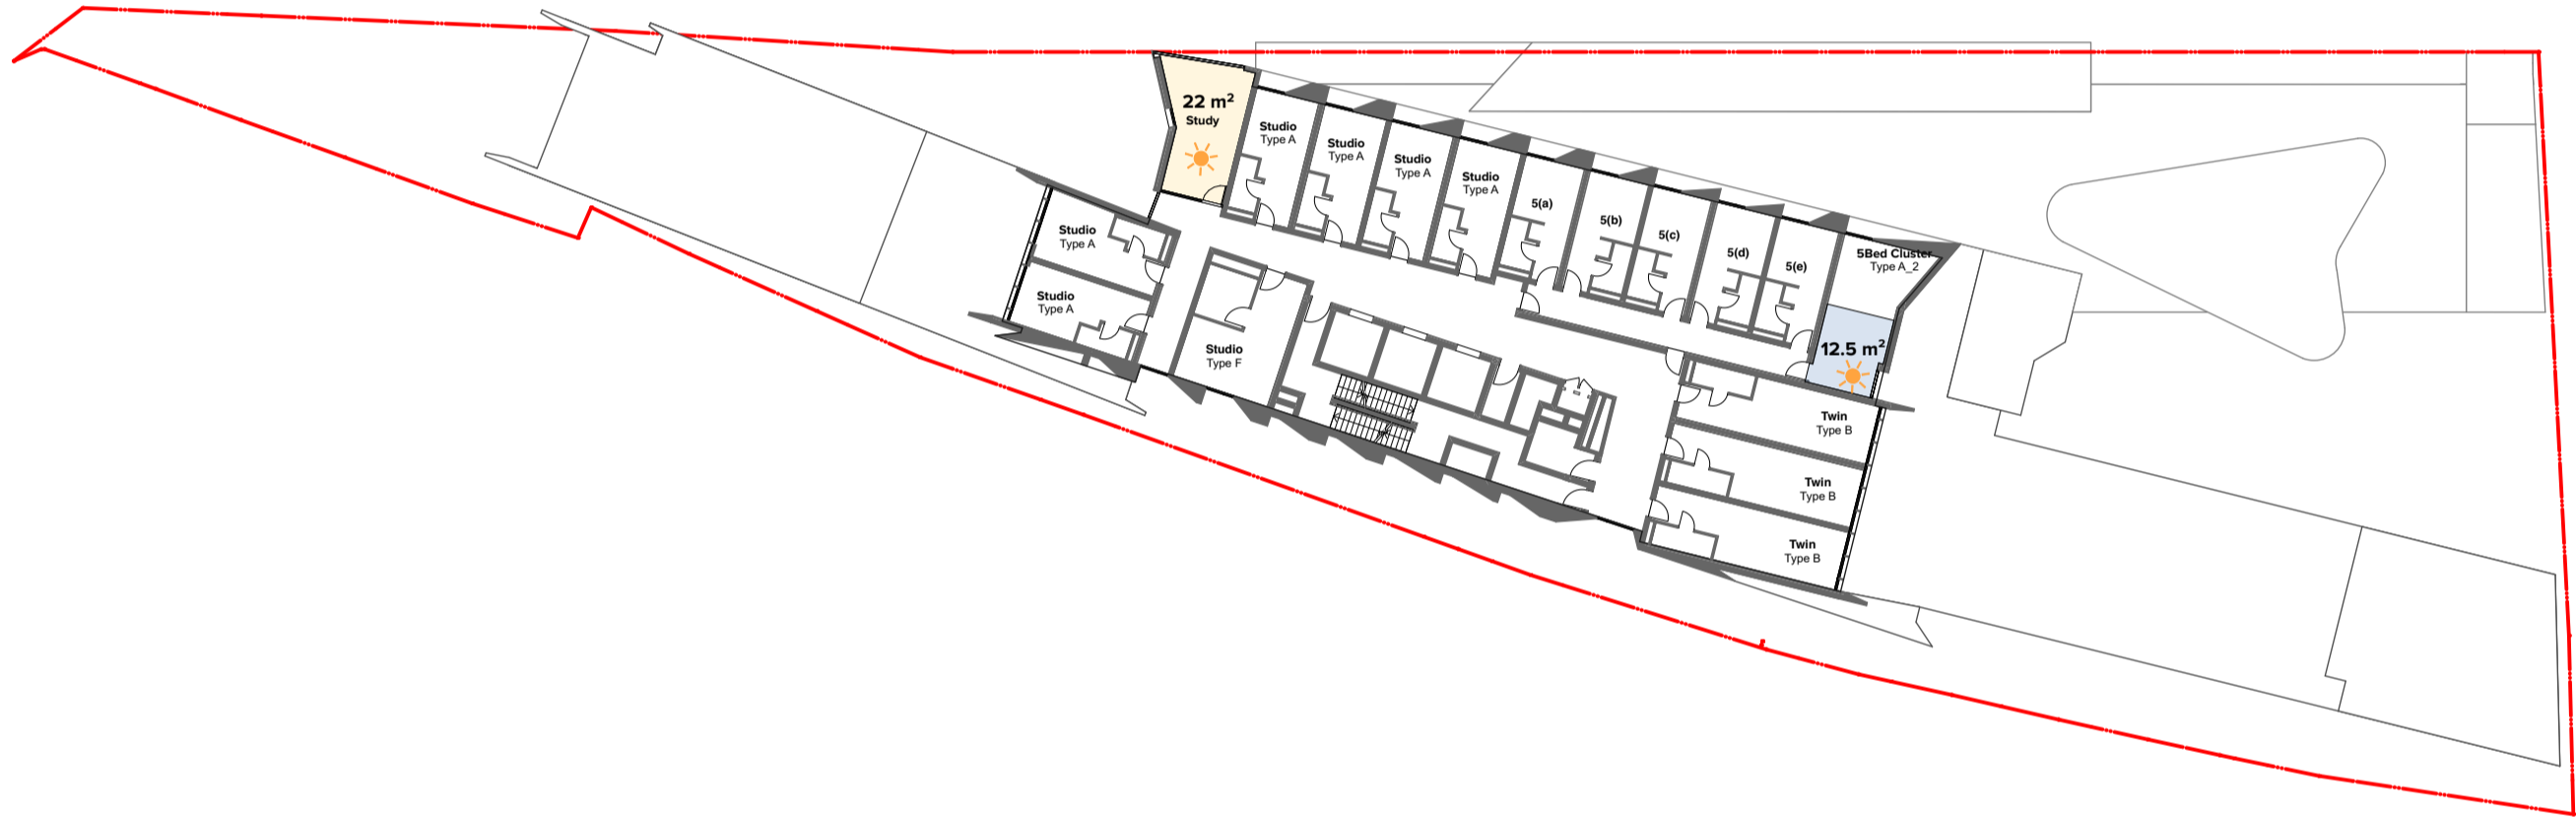 22 m²
Study
Studio
Type A
Studio
Type A
Studio
Type A
Studio
Type A
5(a)
5(b)
5(c)
5(d)
5(e)
5Bed Cluster
Type A_2
12.5 m²
Studio
Type A
Studio
Type A
Studio
Type F
Twin
Type B
Twin
Type B
Twin
Type B